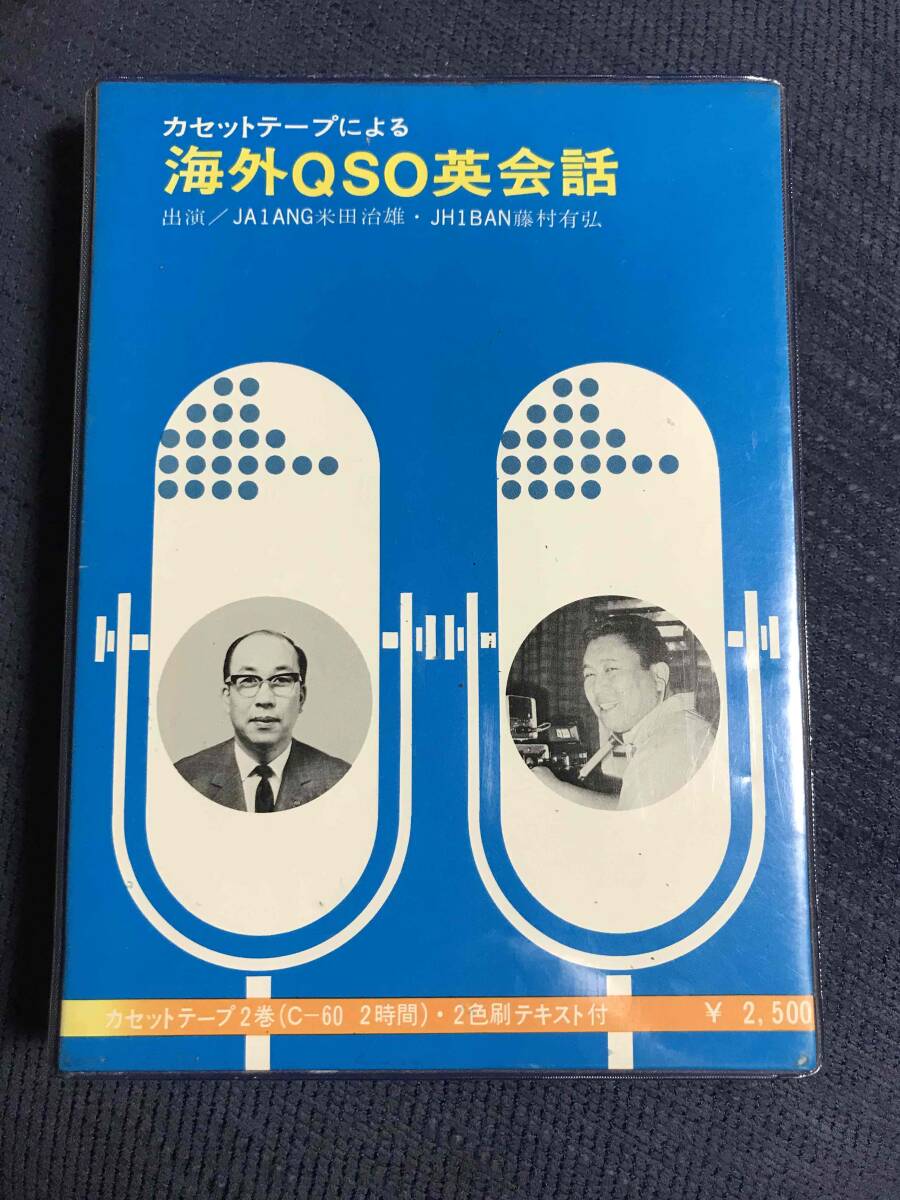 カセットテープによる
海外QSO英会話
出演／JA1ANG米田治雄・JH1BAN藤村有弘
カセットテープ2巻(C-60 2時間)・2色刷テキスト付 ￥2,500